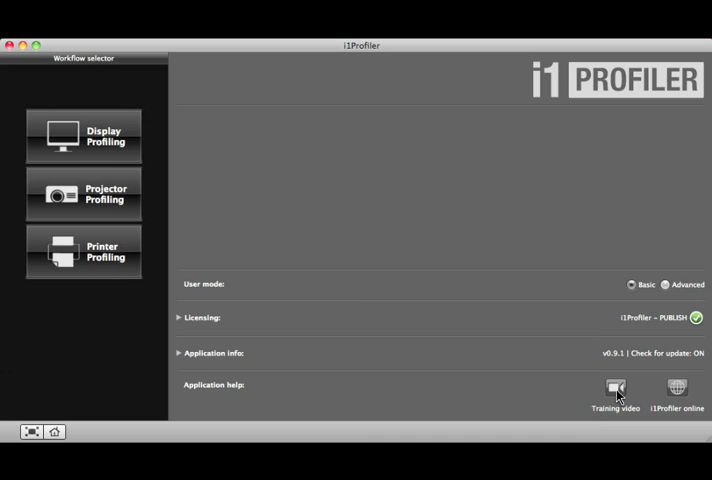 i1Profiler
Workflow selector
i1 PROFILER
Display
Profiling
Projector
Profiling
Printer
Profiling
User mode:
Basic
Advanced
Licensing:
i1Profiler – PUBLISH
Application info:
v0.9.1 | Check for update: ON
Application help:
Training video
i1Profiler online